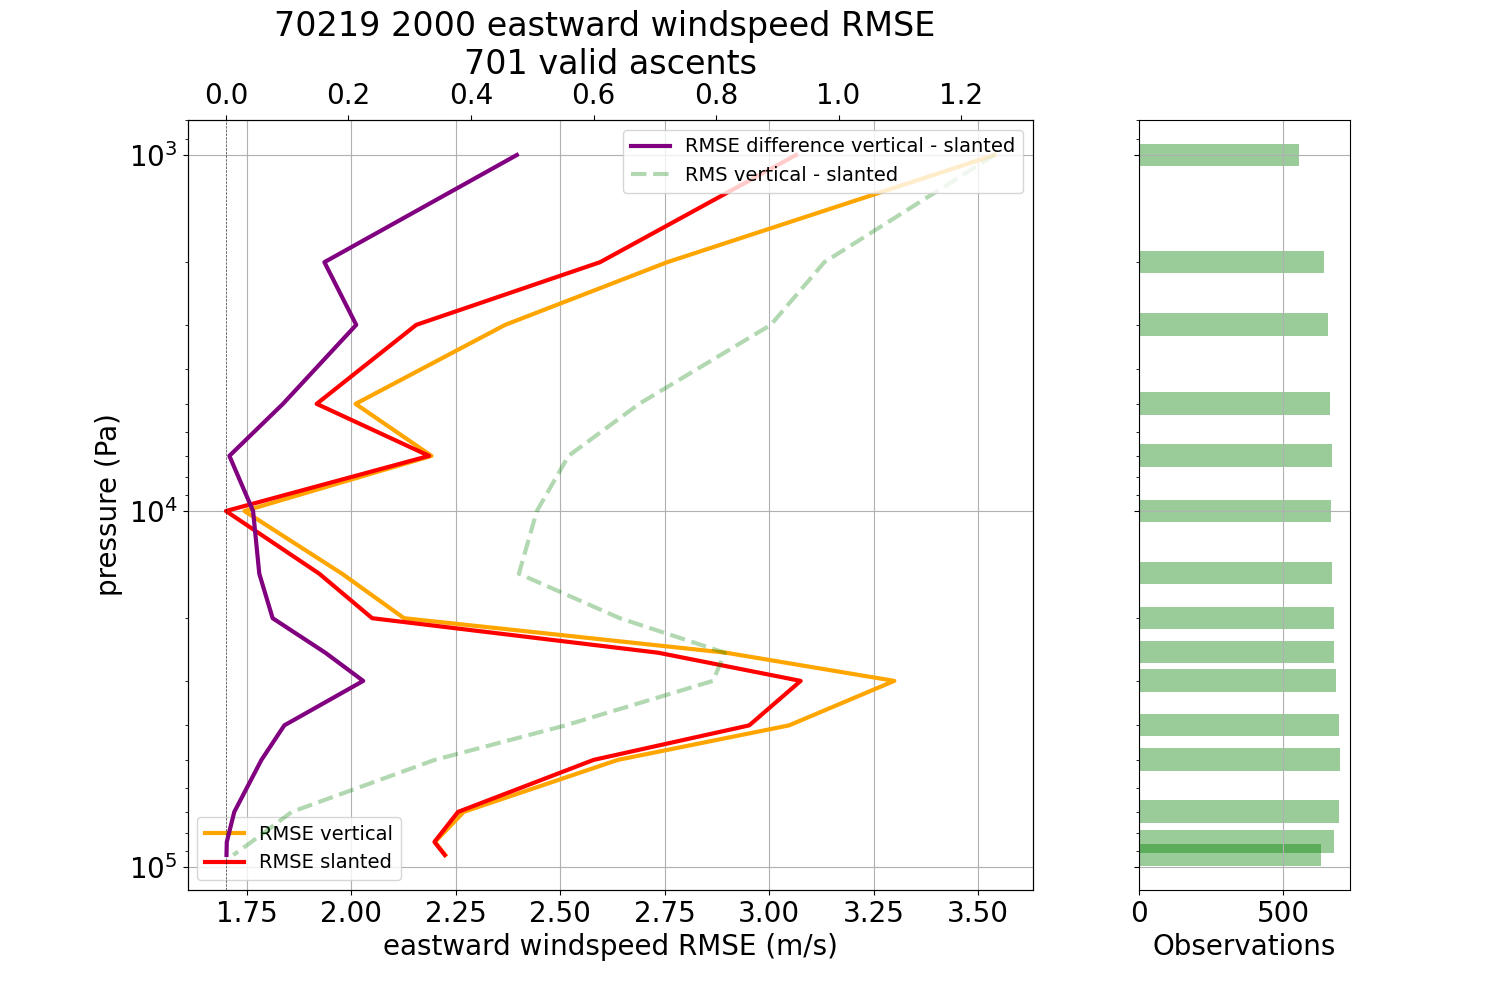 70219 2000 eastward windspeed RMSE
701 valid ascents
0.0 0.2 0.4 0.6 0.8 1.0 1.2
RMSE difference vertical - slanted
RMS vertical - slanted
10³
10⁴
10⁵
pressure (Pa)
RMSE vertical
RMSE slanted
1.75 2.00 2.25 2.50 2.75 3.00 3.25 3.50
eastward windspeed RMSE (m/s)
0 500
Observations